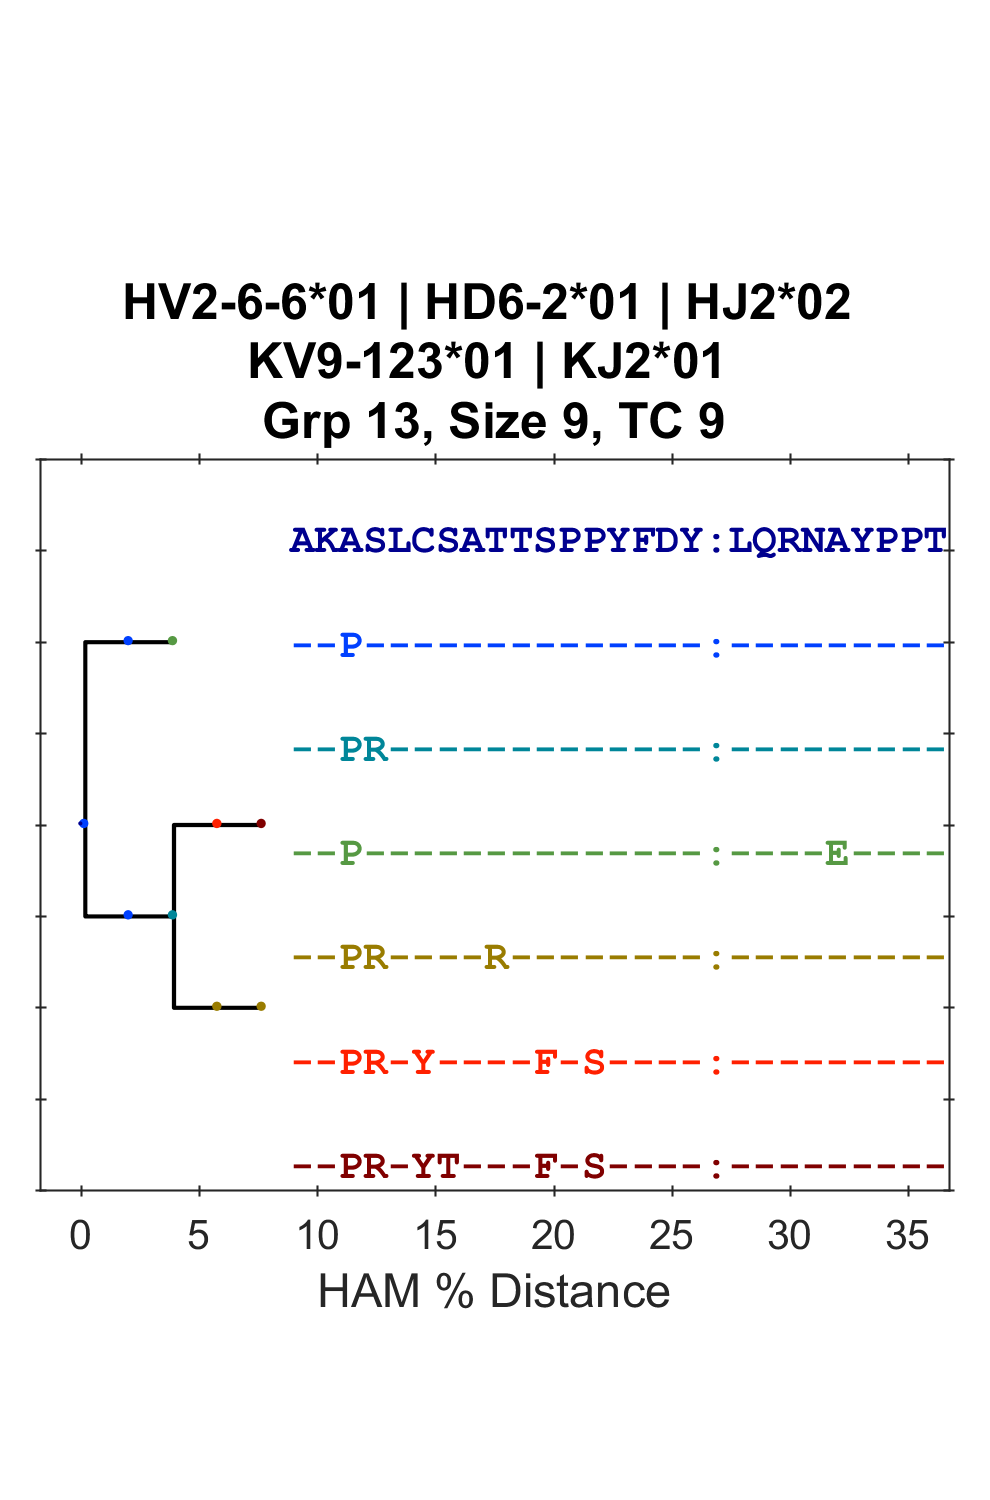 HV2-6-6*01 | HD6-2*01 | HJ2*02
KV9-123*01 | KJ2*01
Grp 13, Size 9, TC 9
AKASLCSATTSPPYFDY:LQRNAYPPT
--P--------------:---------
--PR-------------:---------
--P--------------:----E----
--PR----R--------:---------
--PR-Y----F-S----:---------
--PR-YT---F-S----:---------
0 5 10 15 20 25 30 35
HAM % Distance